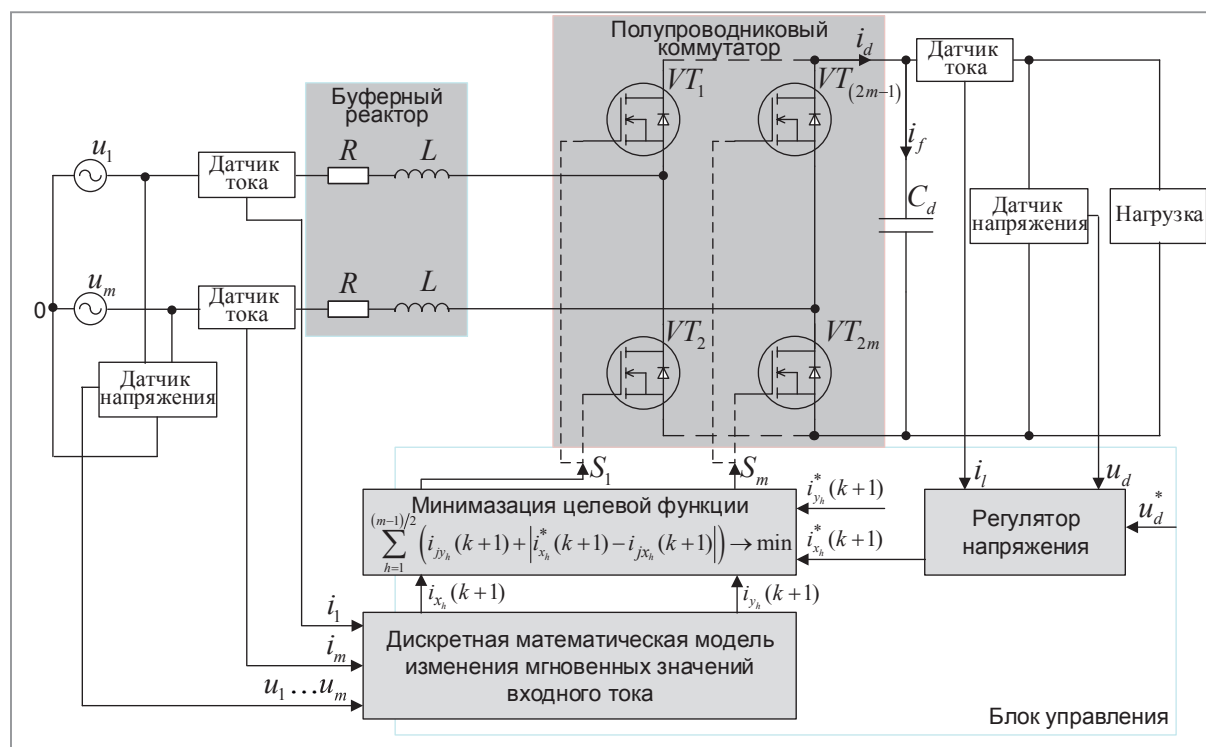 Полупроводниковый
коммутатор
i_d
Датчик
тока
VT_1
VT_(2m-1)
Буферный
реактор
i_f
u_1
Датчик
тока
R
L
C_d
Датчик
напряжения
Нагрузка
u_m
0
Датчик
тока
R
L
VT_2
VT_2m
Датчик
напряжения
S_1
S_m
i_l
u_d
Минимазация целевой функции
\sum_{h=1}^{(m-1)/2} (i_{jy_h}(k+1)+|i^*_{x_h}(k+1)-i_{jx_h}(k+1)|)→min
i^*_{y_h}(k+1)
i^*_{x_h}(k+1)
Регулятор
напряжения
u_d^*
i_{x_h}(k+1)
i_{y_h}(k+1)
i_1
i_m
u_1…u_m
Дискретная математическая модель
изменения мгновенных значений
входного тока
Блок управления